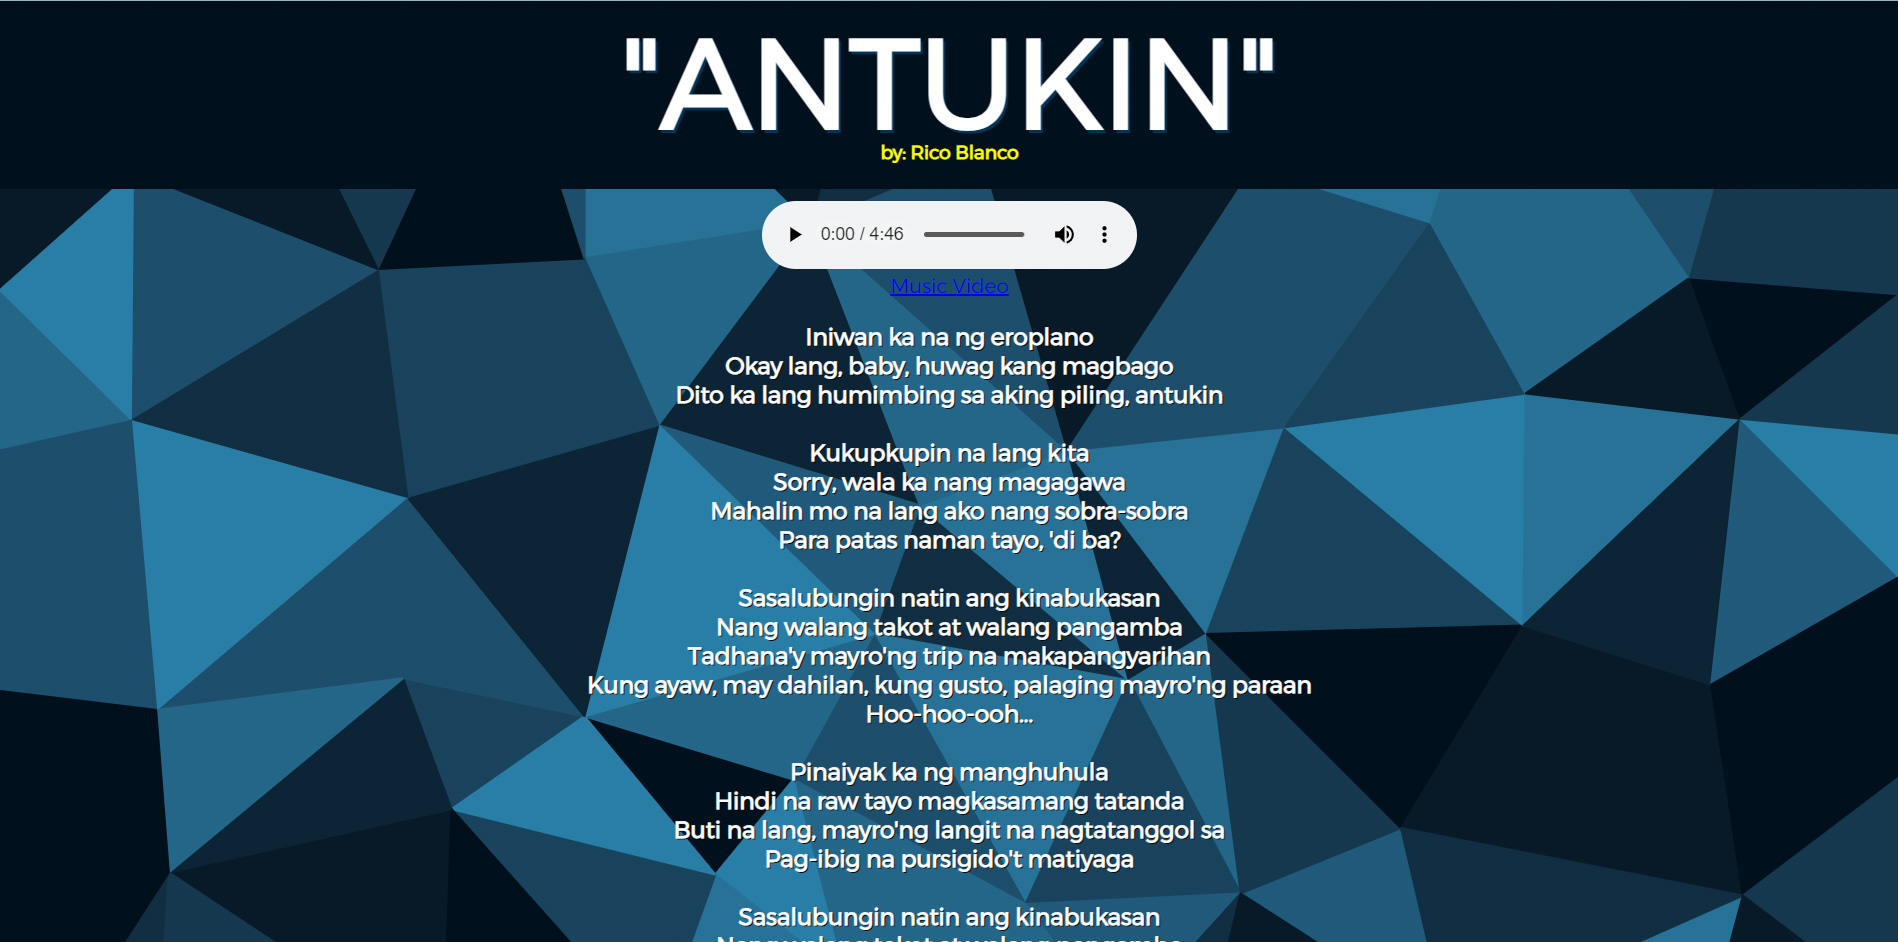 "ANTUKIN"
by: Rico Blanco
0:00 / 4:46
Music Video
Iniwan ka na ng eroplano
Okay lang, baby, huwag kang magbago
Dito ka lang humimbing sa aking piling, antukin
Kukupkupin na lang kita
Sorry, wala ka nang magagawa
Mahalin mo na lang ako nang sobra-sobra
Para patas naman tayo, 'di ba?
Sasalubungin natin ang kinabukasan
Nang walang takot at walang pangamba
Tadhana'y mayro'ng trip na makapangyarihan
Kung ayaw, may dahilan, kung gusto, palaging mayro'ng paraan
Hoo-hoo-ooh...
Pinaiyak ka ng manghuhula
Hindi na raw tayo magkasamang tatanda
Buti na lang, mayro'ng langit na nagtatanggol sa
Pag-ibig na pursigido't matiyaga
Sasalubungin natin ang kinabukasan